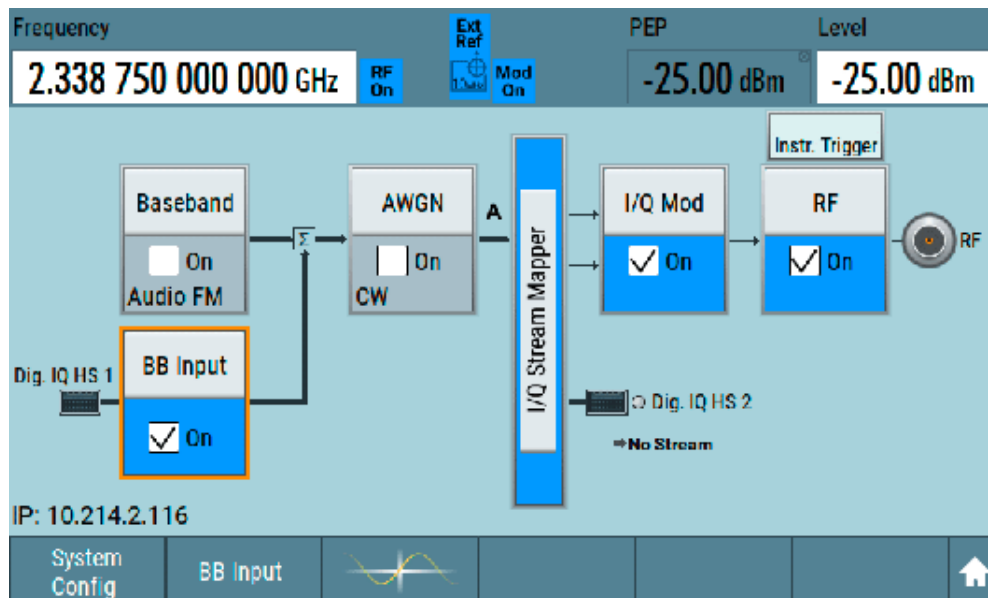 Frequency
Ext
Ref
PEP
Level
2.338 750 000 000 GHz
RF
On
Mod
On
-25.00 dBm
-25.00 dBm
Instr. Trigger
Baseband
On
Audio FM
AWGN
On
CW
A
I/Q Stream Mapper
I/Q Mod
On
RF
On
RF
Σ
Dig. IQ HS 1
BB Input
On
Dig. IQ HS 2
No Stream
IP: 10.214.2.116
System
Config
BB Input